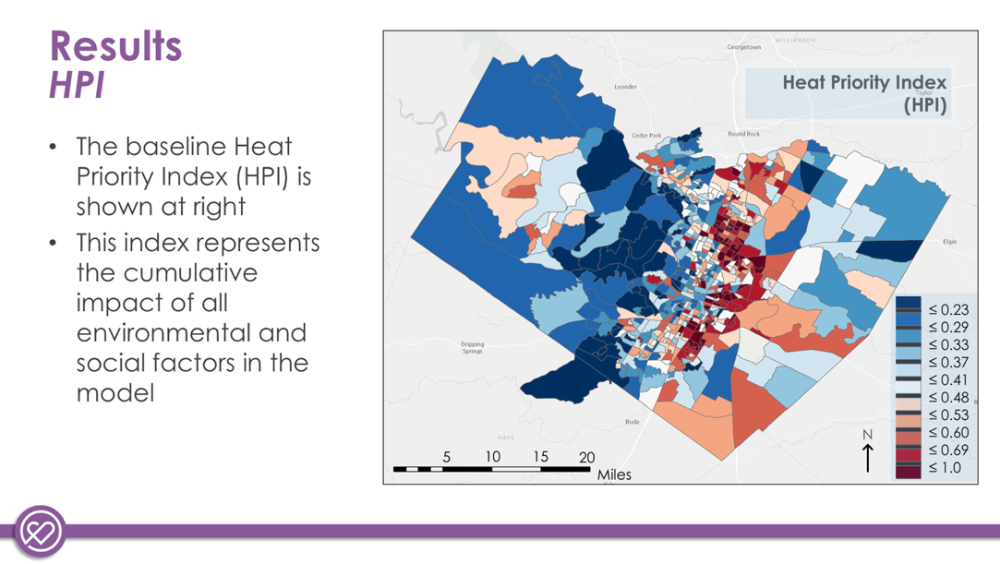 Results
HPI
• The baseline Heat
Priority Index (HPI) is
shown at right
• This index represents
the cumulative
impact of all
environmental and
social factors in the
model
Georgetown
WILLIAMSON
Heat Priority Index
(HPI)
Taylor
Leander
Cedar Park
Round Rock
Elgin
Dripping
Springs
Buda
HAYS
≤ 0.23
≤ 0.29
≤ 0.33
≤ 0.37
≤ 0.41
≤ 0.48
≤ 0.53
≤ 0.60
≤ 0.69
≤ 1.0
N
5 10 15 20
Miles